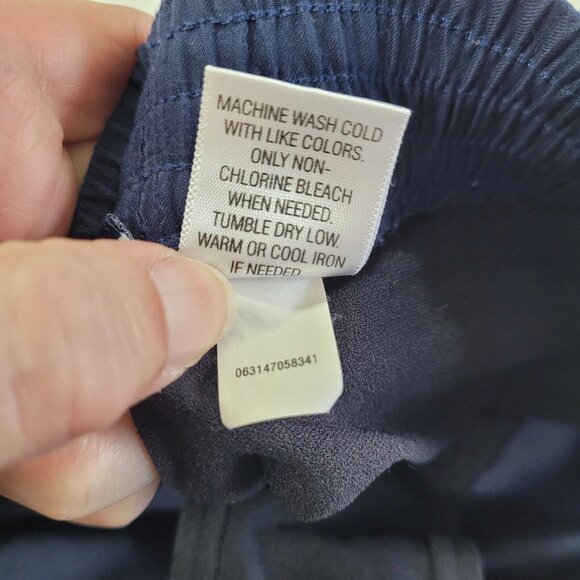 MACHINE WASH COLD
WITH LIKE COLORS.
ONLY NON-
CHLORINE BLEACH
WHEN NEEDED.
TUMBLE DRY LOW.
WARM OR COOL IRON
IF NEEDED
063147058341